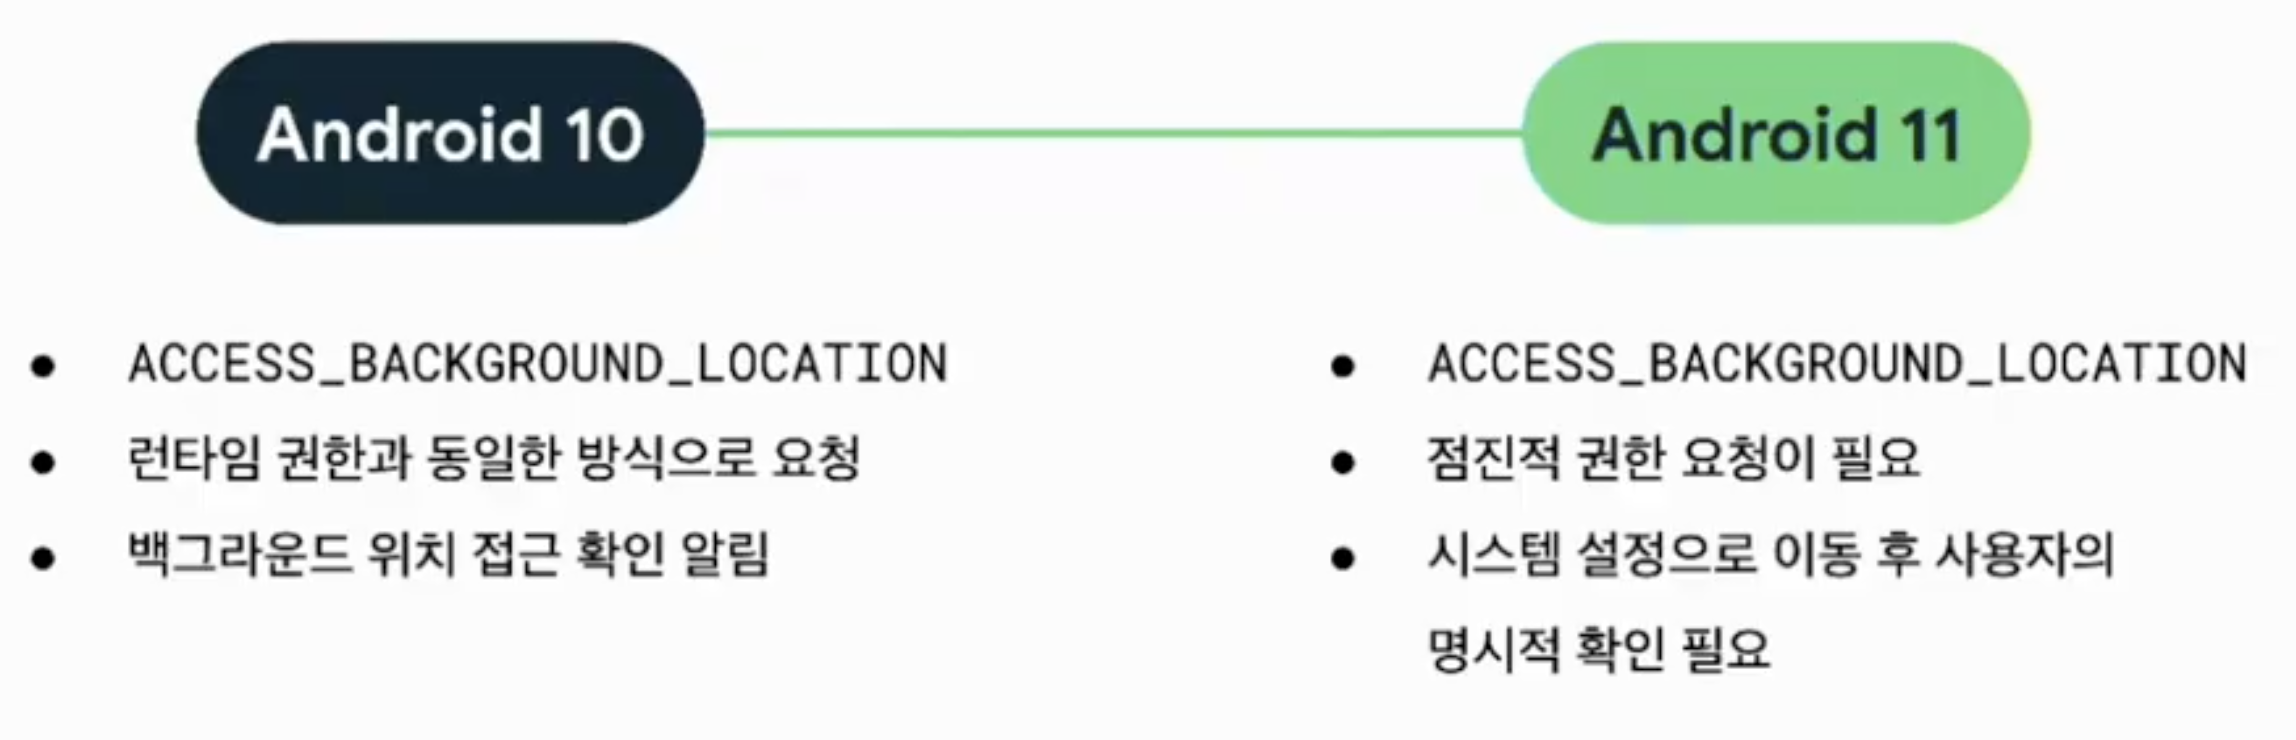 Android 10
Android 11
ACCESS_BACKGROUND_LOCATION
런타임 권한과 동일한 방식으로 요청
백그라운드 위치 접근 확인 알림
ACCESS_BACKGROUND_LOCATION
점진적 권한 요청이 필요
시스템 설정으로 이동 후 사용자의
명시적 확인 필요